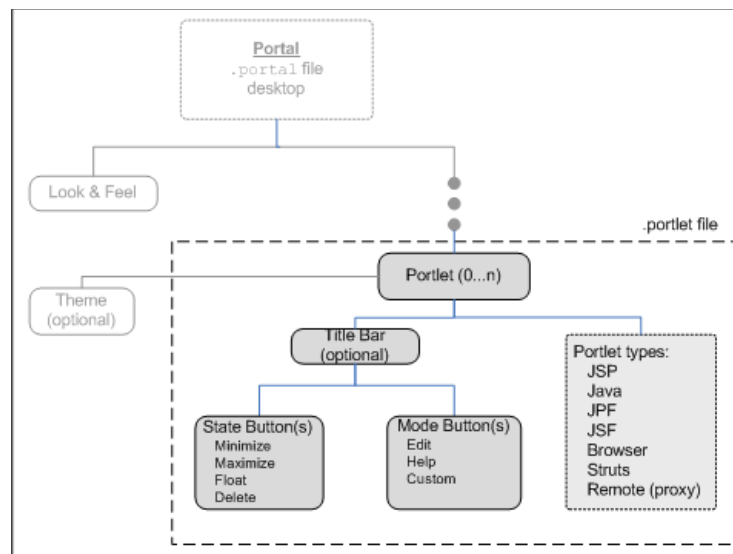 Portal
.portal file
desktop
Look & Feel
.portlet file
Portlet (0...n)
Theme
(optional)
Title Bar
(optional)
Portlet types:
JSP
Java
JPF
JSF
Browser
Struts
Remote (proxy)
State Button(s)
Minimize
Maximize
Float
Delete
Mode Button(s)
Edit
Help
Custom